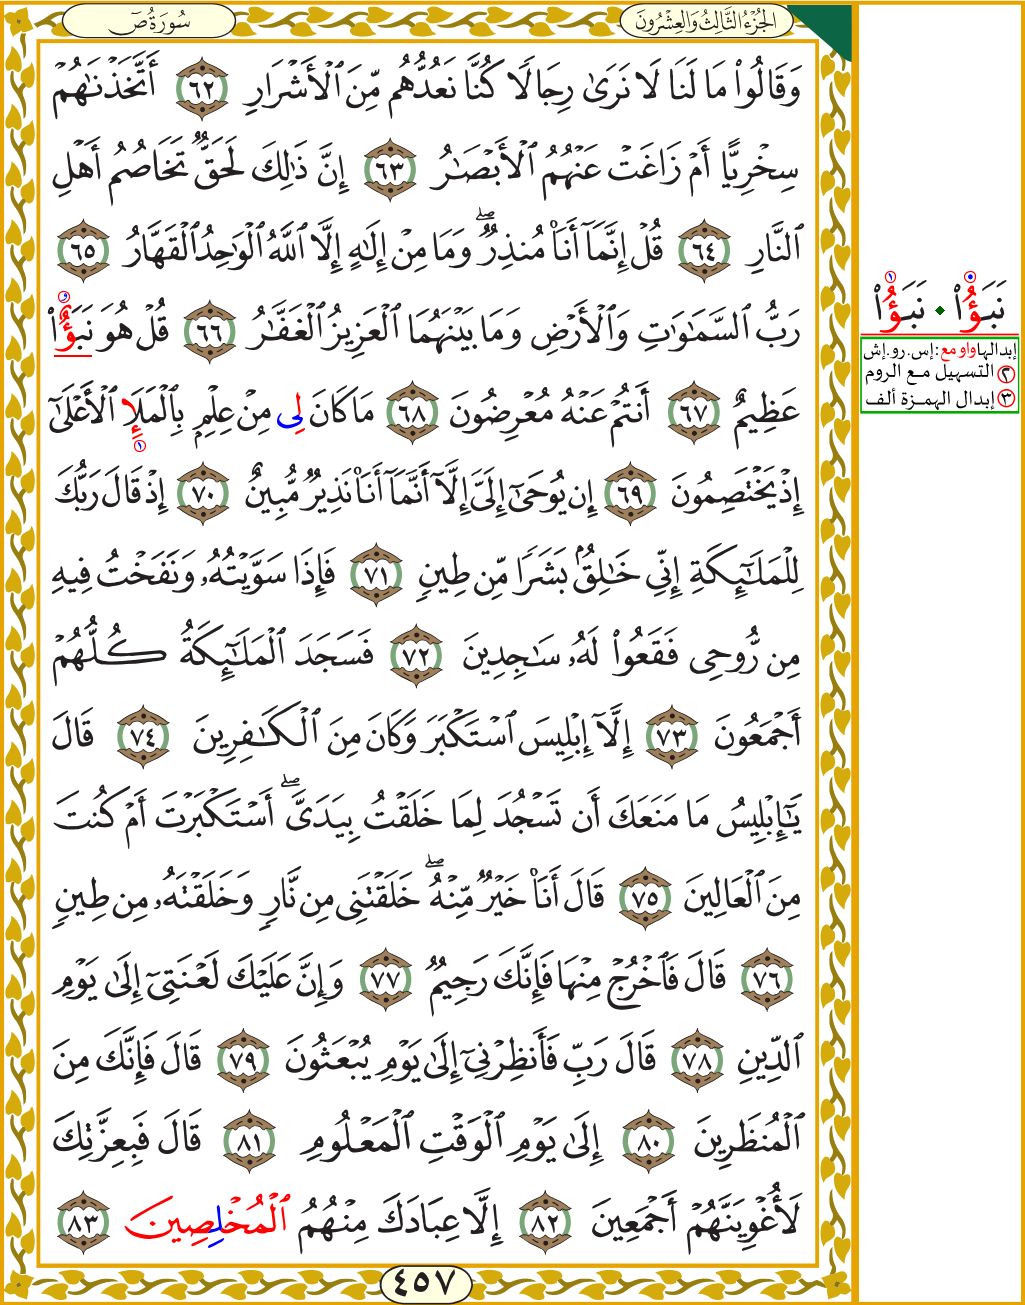 سُورَةُ صٓ
الجُزْءُ الثَّالِثُ وَالعِشْرُونَ
وَقَالُوا۟ مَا لَنَا لَا نَرَىٰ رِجَالًا كُنَّا نَعُدُّهُم مِّنَ ٱلْأَشْرَارِ ٦٢ أَتَّخَذْنَٰهُمْ
سِخْرِيًّا أَمْ زَاغَتْ عَنْهُمُ ٱلْأَبْصَٰرُ ٦٣ إِنَّ ذَٰلِكَ لَحَقٌّ تَخَاصُمُ أَهْلِ
ٱلنَّارِ ٦٤ قُلْ إِنَّمَآ أَنَا۠ مُنذِرٌ ۖ وَمَا مِنْ إِلَٰهٍ إِلَّا ٱللَّهُ ٱلْوَٰحِدُ ٱلْقَهَّارُ ٦٥
رَبُّ ٱلسَّمَٰوَٰتِ وَٱلْأَرْضِ وَمَا بَيْنَهُمَا ٱلْعَزِيزُ ٱلْغَفَّٰرُ ٦٦ قُلْ هُوَ نَبَؤٌا۟
عَظِيمٌ ٦٧ أَنتُمْ عَنْهُ مُعْرِضُونَ ٦٨ مَا كَانَ لِى مِنْ عِلْمٍۭ بِٱلْمَلَإِ ٱلْأَعْلَىٰٓ
١
إِذْ يَخْتَصِمُونَ ٦٩ إِن يُوحَىٰٓ إِلَىَّ إِلَّآ أَنَّمَآ أَنَا۠ نَذِيرٌ مُّبِينٌ ٧٠ إِذْ قَالَ رَبُّكَ
لِلْمَلَٰٓئِكَةِ إِنِّى خَٰلِقٌۢ بَشَرًا مِّن طِينٍ ٧١ فَإِذَا سَوَّيْتُهُۥ وَنَفَخْتُ فِيهِ
مِن رُّوحِى فَقَعُوا۟ لَهُۥ سَٰجِدِينَ ٧٢ فَسَجَدَ ٱلْمَلَٰٓئِكَةُ كُلُّهُمْ
أَجْمَعُونَ ٧٣ إِلَّآ إِبْلِيسَ ٱسْتَكْبَرَ وَكَانَ مِنَ ٱلْكَٰفِرِينَ ٧٤ قَالَ
يَٰٓإِبْلِيسُ مَا مَنَعَكَ أَن تَسْجُدَ لِمَا خَلَقْتُ بِيَدَىَّ ۖ أَسْتَكْبَرْتَ أَمْ كُنتَ
مِنَ ٱلْعَالِينَ ٧٥ قَالَ أَنَا۠ خَيْرٌ مِّنْهُ ۖ خَلَقْتَنِى مِن نَّارٍ وَخَلَقْتَهُۥ مِن طِينٍ
٧٦ قَالَ فَٱخْرُجْ مِنْهَا فَإِنَّكَ رَجِيمٌ ٧٧ وَإِنَّ عَلَيْكَ لَعْنَتِىٓ إِلَىٰ يَوْمِ
ٱلدِّينِ ٧٨ قَالَ رَبِّ فَأَنظِرْنِىٓ إِلَىٰ يَوْمِ يُبْعَثُونَ ٧٩ قَالَ فَإِنَّكَ مِنَ
ٱلْمُنظَرِينَ ٨٠ إِلَىٰ يَوْمِ ٱلْوَقْتِ ٱلْمَعْلُومِ ٨١ قَالَ فَبِعِزَّتِكَ
لَأُغْوِيَنَّهُمْ أَجْمَعِينَ ٨٢ إِلَّا عِبَادَكَ مِنْهُمُ ٱلْمُخْلِصِينَ ٨٣
٤٥٧
نَبَؤُا۟ ۰ نَبَؤُا۟
إبدالها واو مع: إس. رو. إش
٢ التسهيل مع الروم
٣ إبدال الهمزة ألف